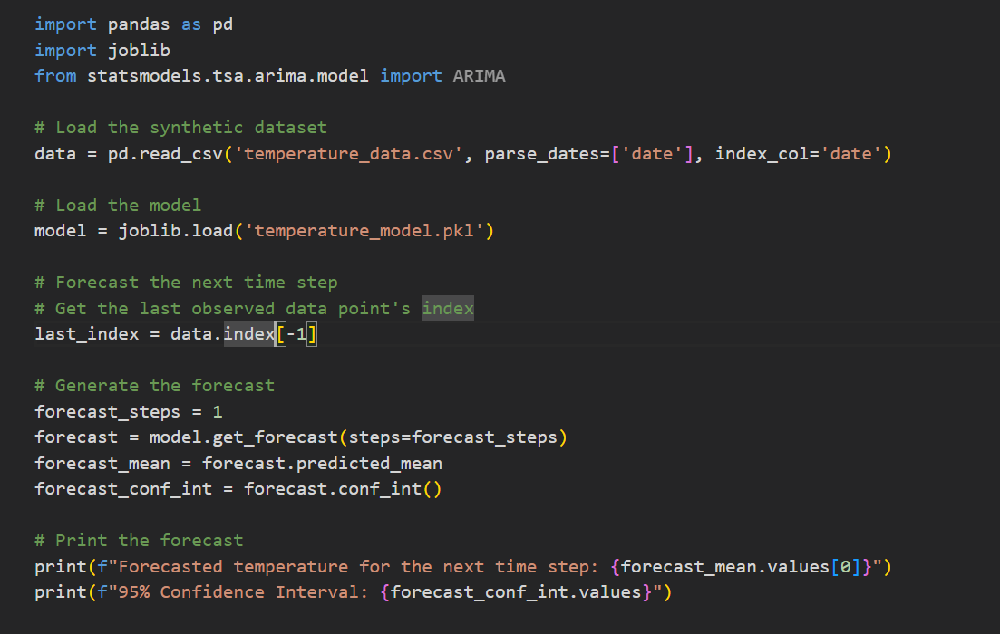 import pandas as pd
import joblib
from statsmodels.tsa.arima.model import ARIMA
# Load the synthetic dataset
data = pd.read_csv('temperature_data.csv', parse_dates=['date'], index_col='date')
# Load the model
model = joblib.load('temperature_model.pkl')
# Forecast the next time step
# Get the last observed data point's index
last_index = data.index[-1]
# Generate the forecast
forecast_steps = 1
forecast = model.get_forecast(steps=forecast_steps)
forecast_mean = forecast.predicted_mean
forecast_conf_int = forecast.conf_int()
# Print the forecast
print(f"Forecasted temperature for the next time step: {forecast_mean.values[0]}")
print(f"95% Confidence Interval: {forecast_conf_int.values}")